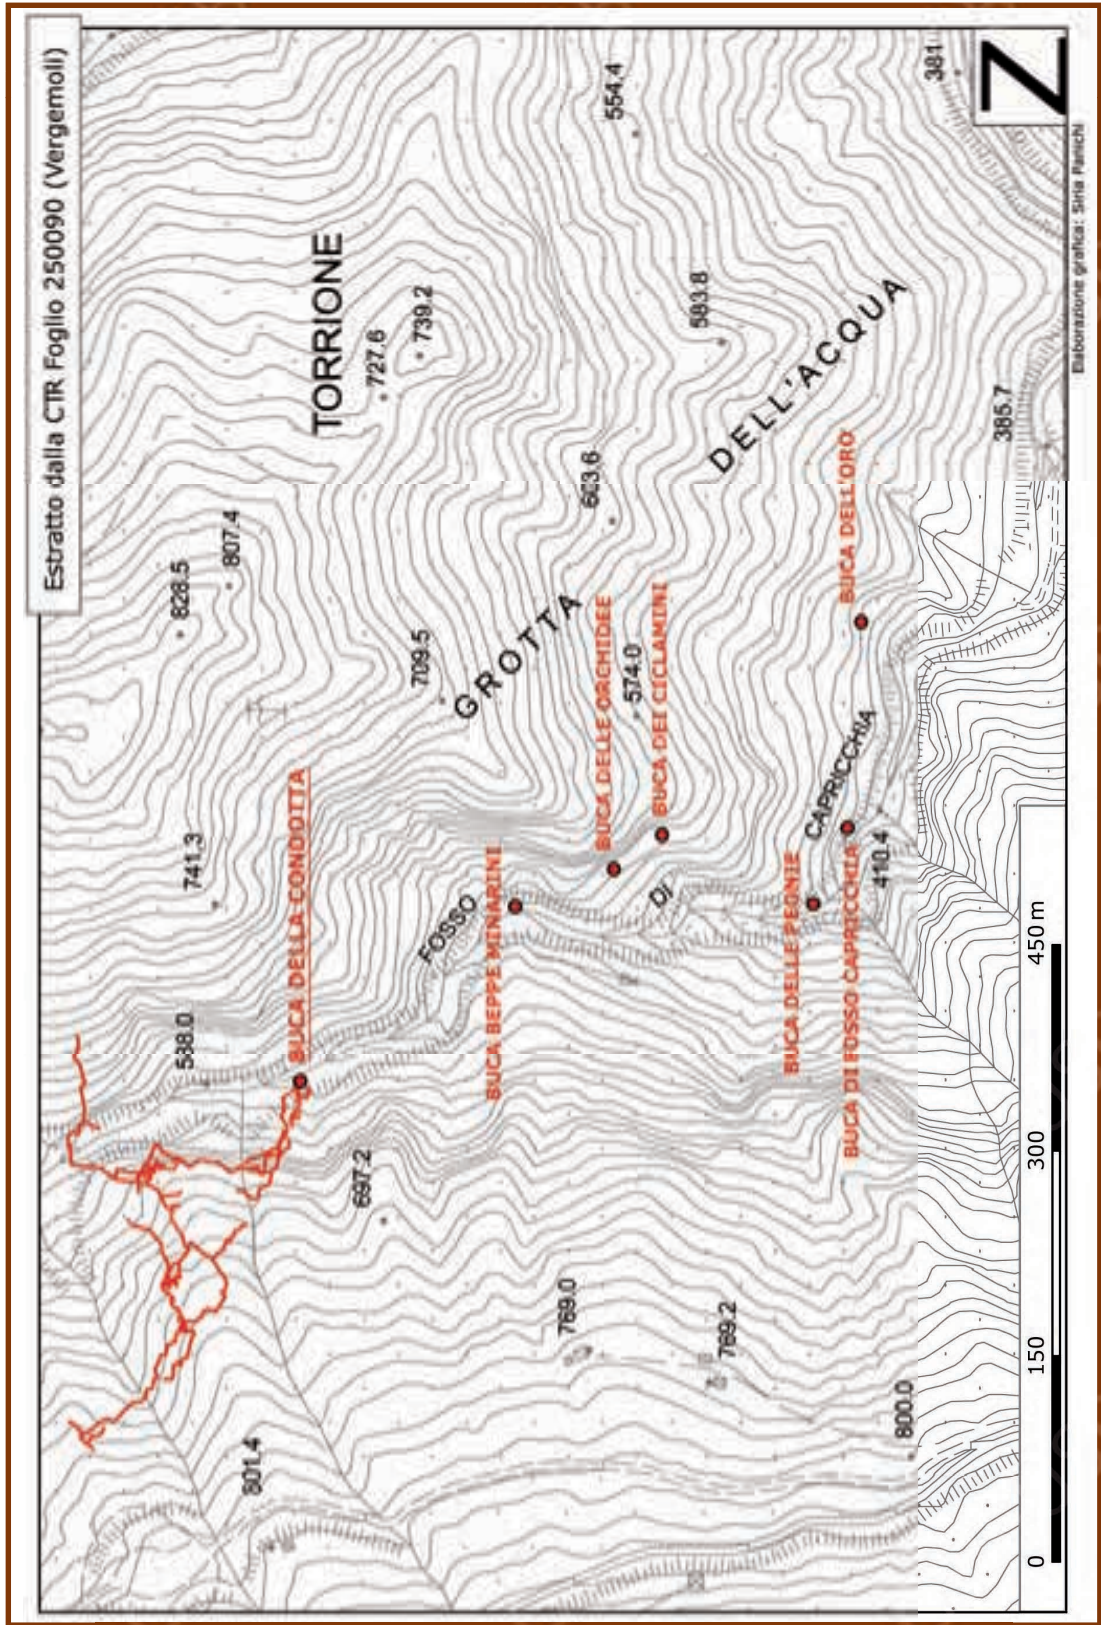 Estratto dalla CTR Foglio 250090 (Vergemoli)
381
554.4
TORRIONE
739.2
727.6
583.8
DELL'ACQUA
385.7
603.6
807.4
828.5
709.5
GROTTA
BUCA DELLE ORCHIDEE
574.0
BUCA DEI CICLAMINI
BUCA DELL'ORO
741.3
BUCA DELLA CONDOTTA
FOSSO
BUCA BEPPE MINARINI
DI
CAPRICCHIA
410.4
BUCA DELLE PEONIE
BUCA DI FOSSO CAPRICCHIA
697.2
769.0
769.2
800.0
801.4
0 150 300 450 m
N
Elaborazione grafica: Siria Panichi